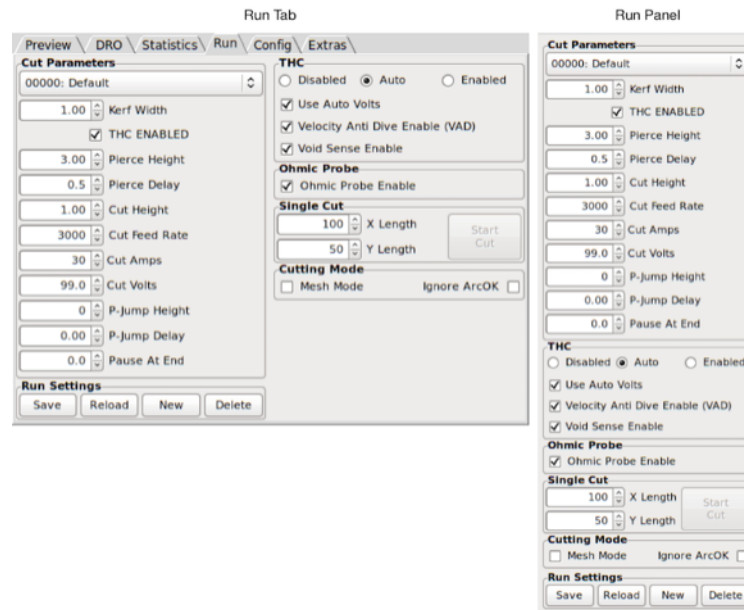 Run Tab
Preview DRO Statistics Run Config Extras
Cut Parameters
00000: Default
1.00 Kerf Width
THC ENABLED
3.00 Pierce Height
0.5 Pierce Delay
1.00 Cut Height
3000 Cut Feed Rate
30 Cut Amps
99.0 Cut Volts
0 P-Jump Height
0.00 P-Jump Delay
0.0 Pause At End
Run Settings
Save Reload New Delete
THC
Disabled Auto Enabled
Use Auto Volts
Velocity Anti Dive Enable (VAD)
Void Sense Enable
Ohmic Probe
Ohmic Probe Enable
Single Cut
100 X Length
50 Y Length
Start
Cut
Cutting Mode
Mesh Mode Ignore ArcOK
Run Panel
Cut Parameters
00000: Default
1.00 Kerf Width
THC ENABLED
3.00 Pierce Height
0.5 Pierce Delay
1.00 Cut Height
3000 Cut Feed Rate
30 Cut Amps
99.0 Cut Volts
0 P-Jump Height
0.00 P-Jump Delay
0.0 Pause At End
THC
Disabled Auto Enabled
Use Auto Volts
Velocity Anti Dive Enable (VAD)
Void Sense Enable
Ohmic Probe
Ohmic Probe Enable
Single Cut
100 X Length
50 Y Length
Start
Cut
Cutting Mode
Mesh Mode Ignore ArcOK
Run Settings
Save Reload New Delete